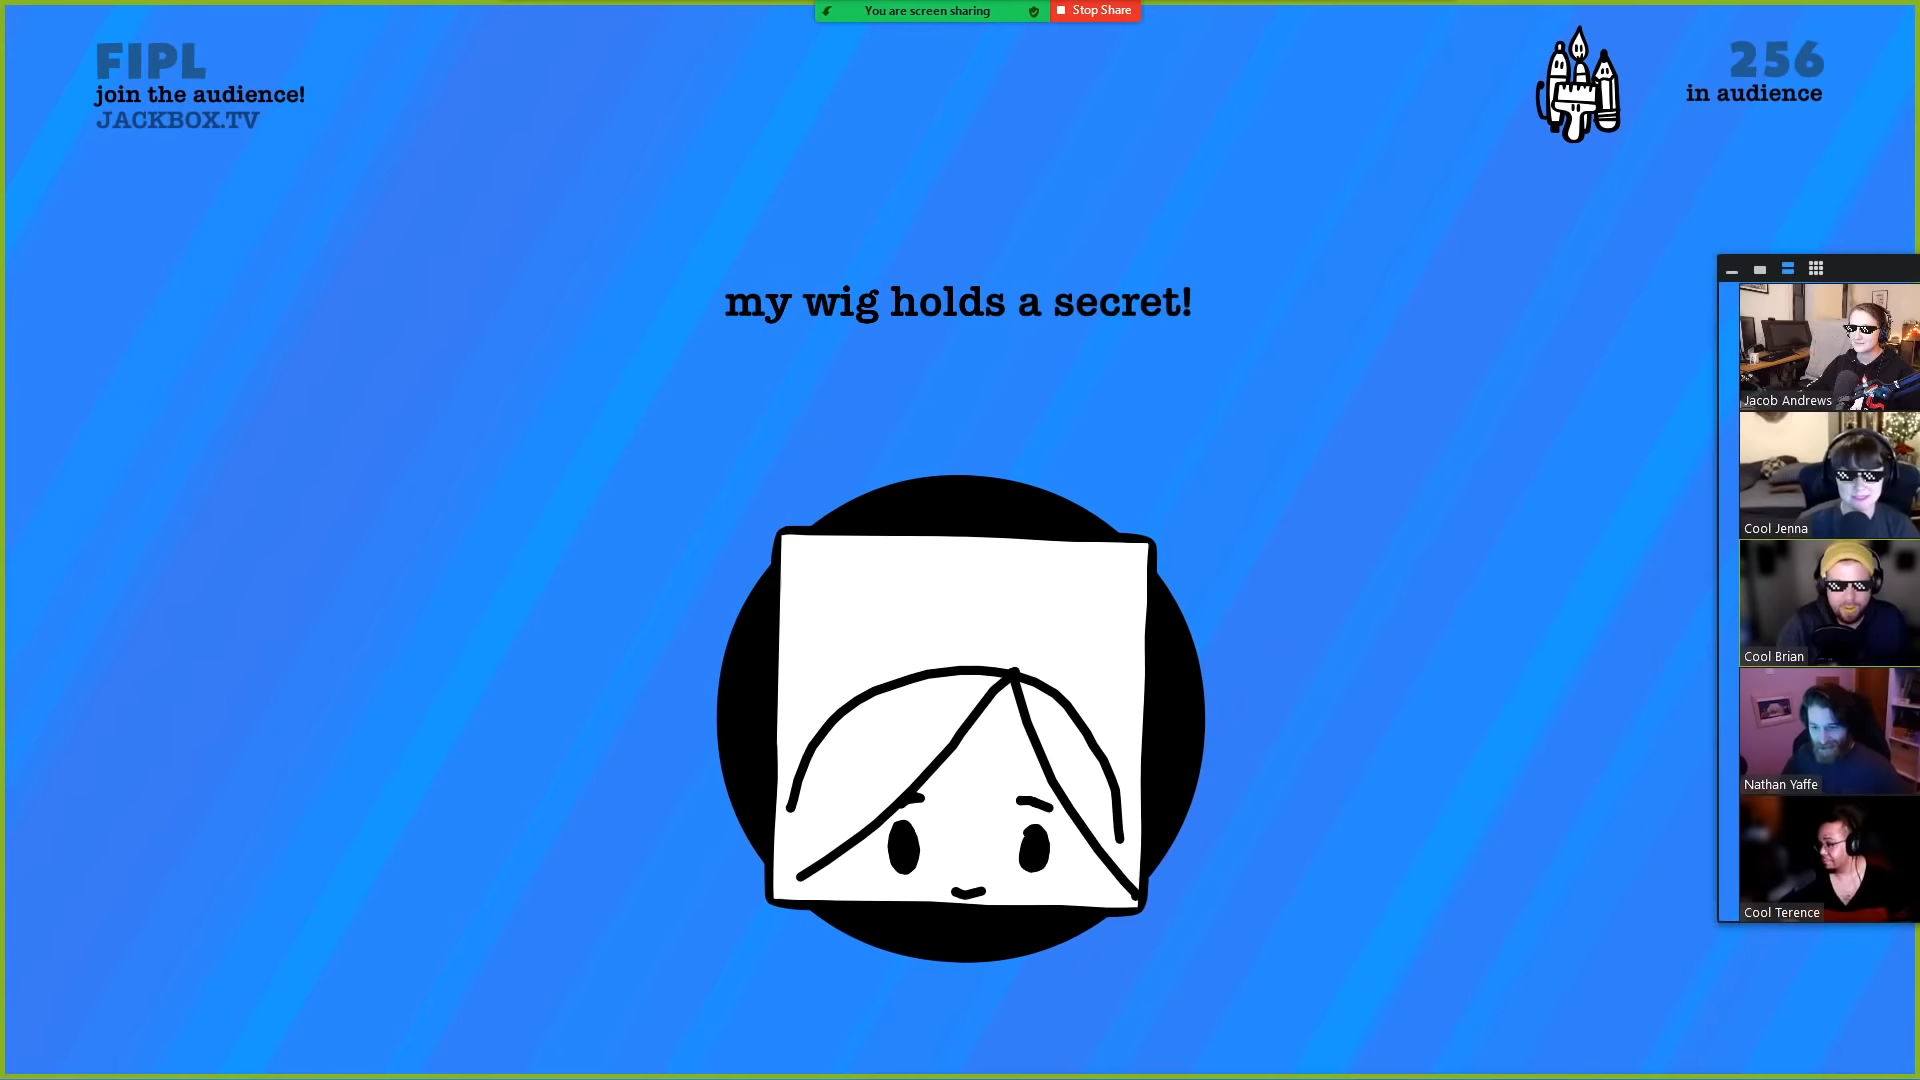 You are screen sharing
Stop Share
FIPL
join the audience!
JACKBOX.TV
256
in audience
my wig holds a secret!
Jacob Andrews
Cool Jenna
Cool Brian
Nathan Yaffe
Cool Terence